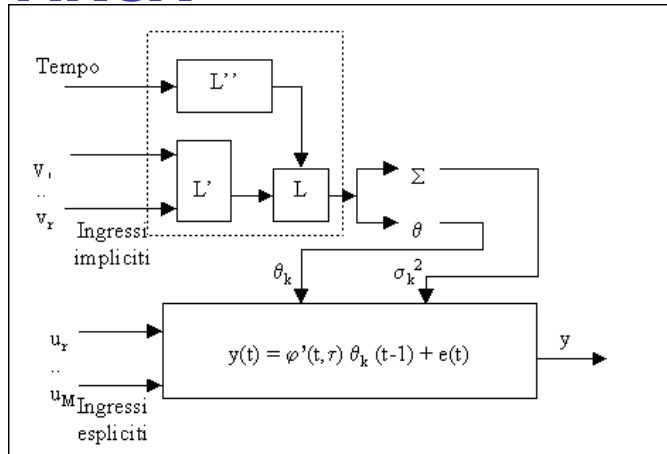 Tempo
L''
V1
L'
L
Σ
..
vr
θ
Ingressi
impliciti
θk
σk²
ur
y(t) = φ'(t,τ) θk (t-1) + e(t)
y
..
uM
Ingressi
espliciti